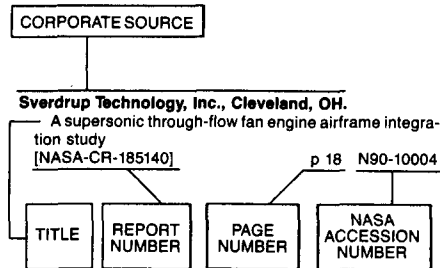 CORPORATE SOURCE
Sverdrup Technology, Inc., Cleveland, OH.
A supersonic through-flow fan engine airframe integra-
tion study
[NASA-CR-185140] p 18 N90-10004
TITLE
REPORT
NUMBER
PAGE
NUMBER
NASA
ACCESSION
NUMBER